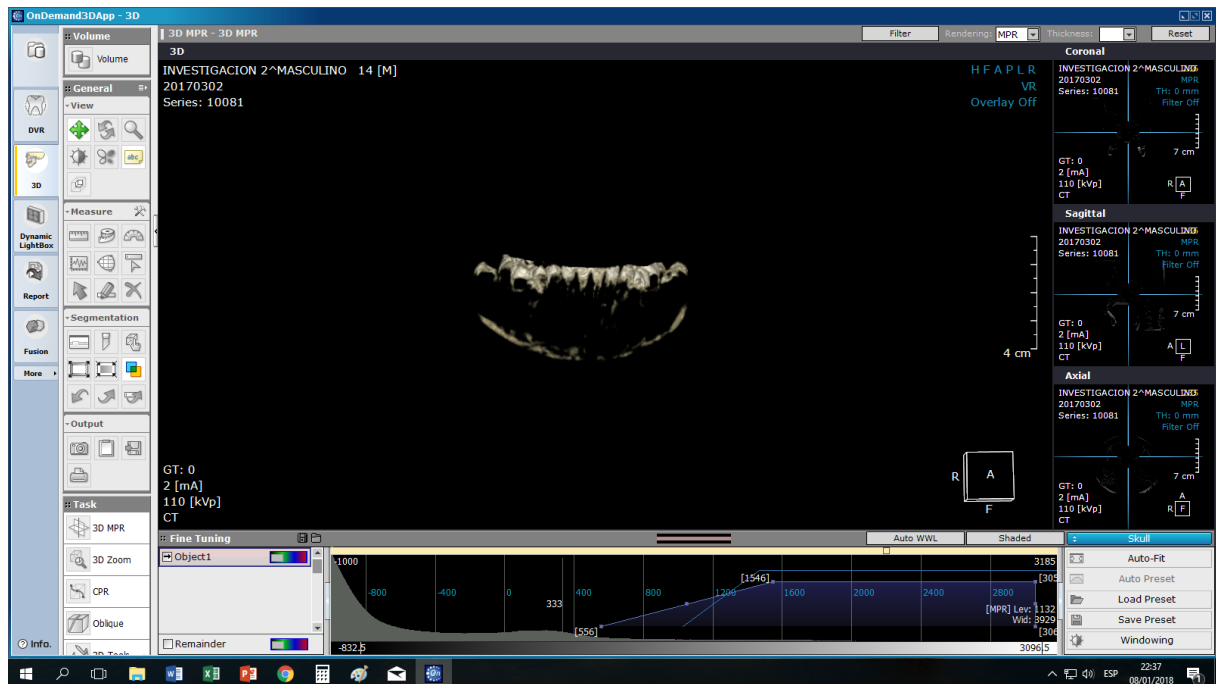 OnDemand3DApp - 3D
DVR
3D
Dynamic
LightBox
Report
Fusion
More
Info.
Volume
Volume
General
View
abc
Measure
Segmentation
Output
Task
3D MPR
3D Zoom
CPR
Oblique
3D Tools
3D MPR - 3D MPR
Filter
Rendering: MPR
Thickness:
Reset
3D
INVESTIGACION 2^MASCULINO 14 [M]
20170302
Series: 10081
H F A P L R
VR
Overlay Off
4 cm
GT: 0
2 [mA]
110 [kVp]
CT
R
A
F
Coronal
INVESTIGACION 2^MASCULINO
20170302
Series: 10081
MPR
TH: 0 mm
Filter Off
7 cm
GT: 0
2 [mA]
110 [kVp]
CT
R A
F
Sagittal
INVESTIGACION 2^MASCULINO
20170302
Series: 10081
MPR
TH: 0 mm
Filter Off
7 cm
GT: 0
2 [mA]
110 [kVp]
CT
A L
F
Axial
INVESTIGACION 2^MASCULINO
20170302
Series: 10081
MPR
TH: 0 mm
Filter Off
7 cm
GT: 0
2 [mA]
110 [kVp]
CT
A
R F
Fine Tuning
Auto WWL
Shaded
Skull
Object1
Remainder
-1000
3185
-800 -400 0 400 800 1200 1600 2000 2400 2800
333
[556]
[1546]
[305
[MPR] Lev: 1132
Wid: 3929
[306
-832.5
3096.5
Auto-Fit
Auto Preset
Load Preset
Save Preset
Windowing
ESP
22:37
08/01/2018